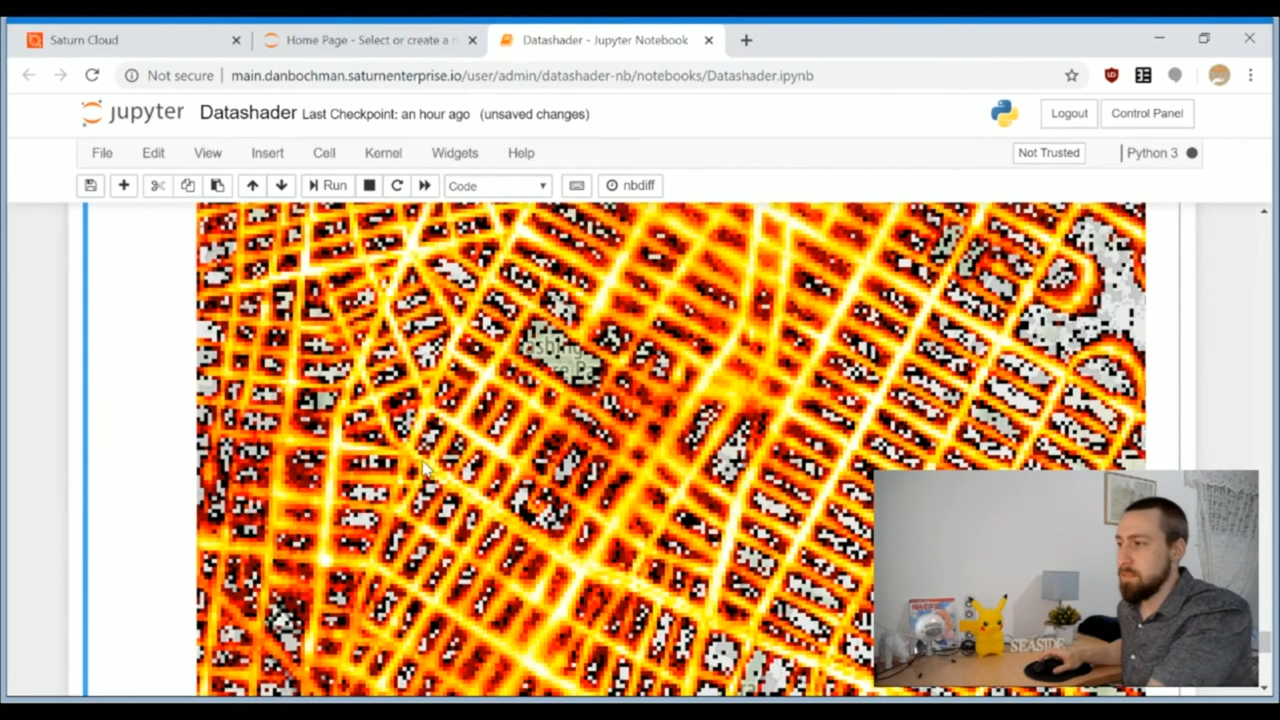 Saturn Cloud
Home Page - Select or create a n
Datashader - Jupyter Notebook
Not secure
main.danbochman.saturnenterprise.io/user/admin/datashader-nb/notebooks/Datashader.ipynb
jupyter
Datashader
Last Checkpoint: an hour ago
(unsaved changes)
Logout
Control Panel
File
Edit
View
Insert
Cell
Kernel
Widgets
Help
Not Trusted
Python 3
Run
Code
nbdiff
SEASIDE